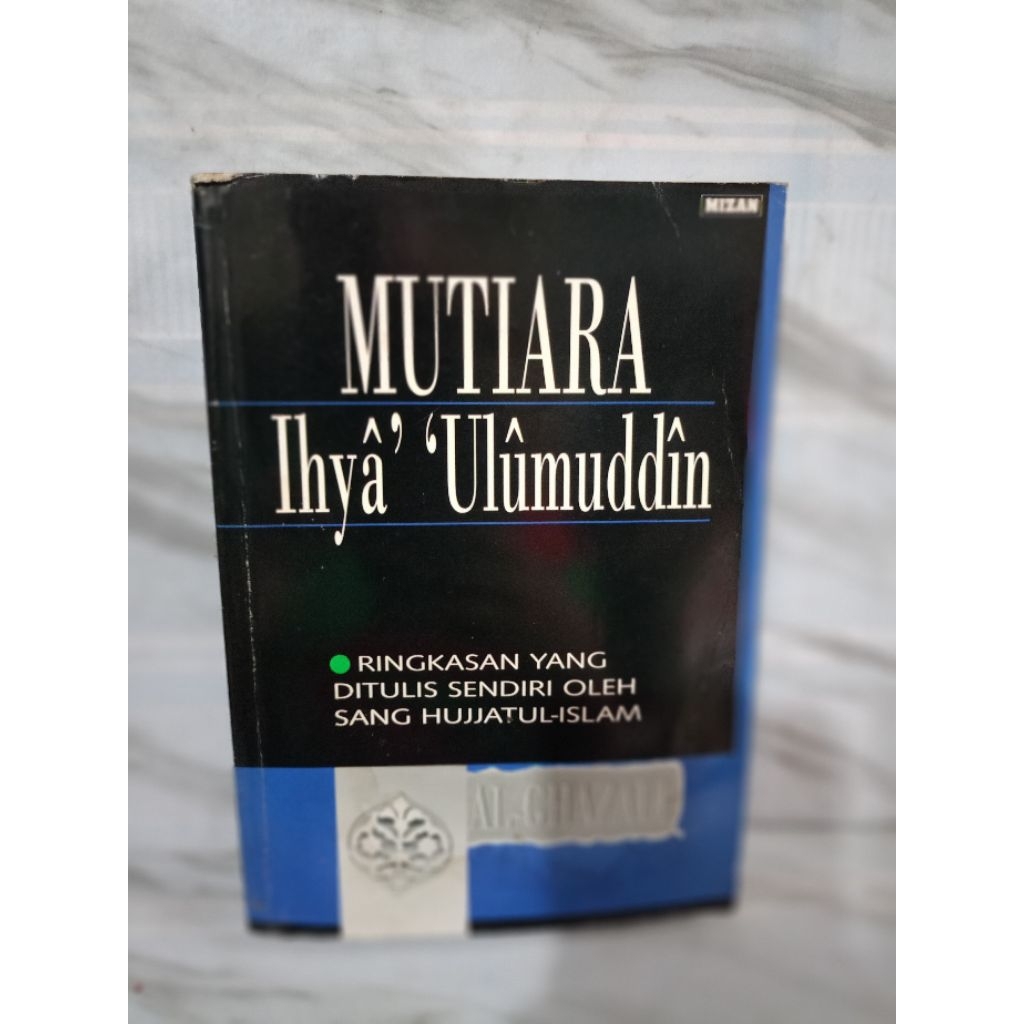 MIZAN
MUTIARA
Ihyâ' 'Ulûmuddîn
RINGKASAN YANG
DITULIS SENDIRI OLEH
SANG HUJJATUL-ISLAM
AL-GHAZALI